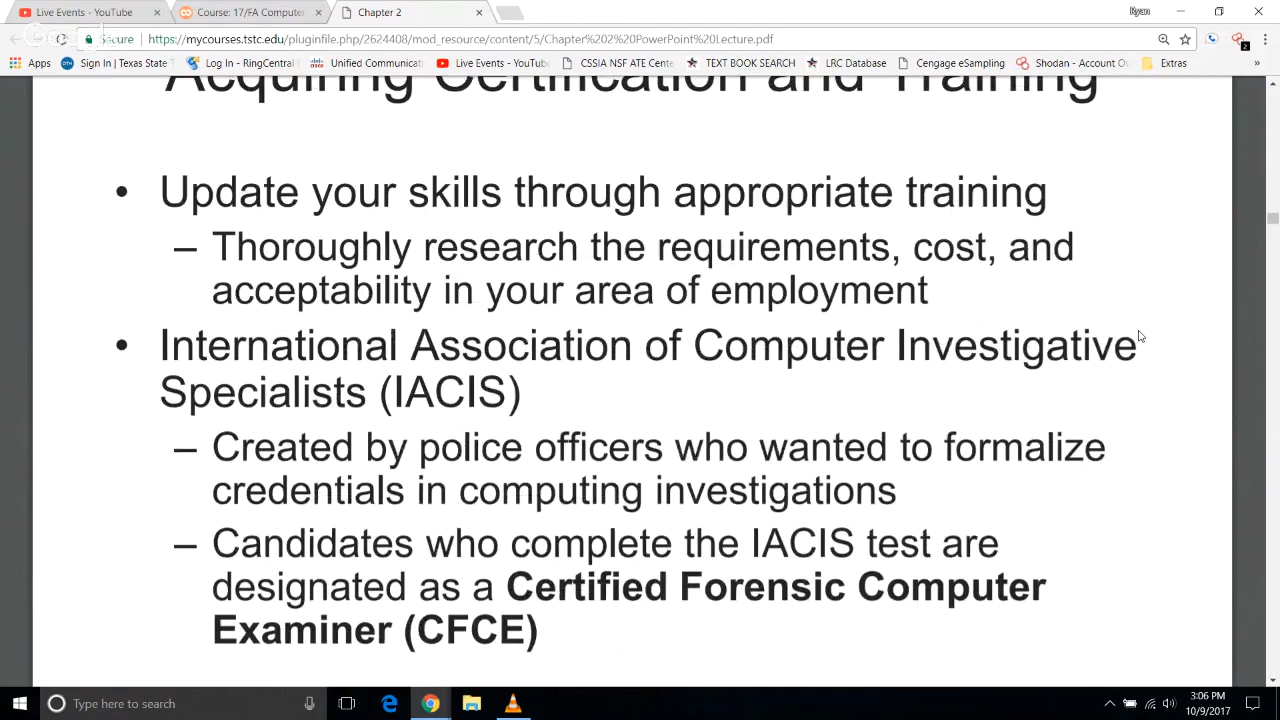 Live Events - YouTube
Course: 17/FA Computer
Chapter 2
Ryan
Secure
https://mycourses.tstc.edu/pluginfile.php/2624408/mod_resource/content/5/Chapter%202%20PowerPoint%20Lecture.pdf
2
Apps
Sign In | Texas State T
Log In - RingCentral
Unified Communicati
Live Events - YouTube
CSSIA NSF ATE Cente
IT BOOK SEARCH
LRC Database
Cengage eSampling
Shodan - Account Ov
Extras
»
Acquiring Certification and Training
• Update your skills through appropriate training
– Thoroughly research the requirements, cost, and
acceptability in your area of employment
• International Association of Computer Investigative
Specialists (IACIS)
– Created by police officers who wanted to formalize
credentials in computing investigations
– Candidates who complete the IACIS test are
designated as a Certified Forensic Computer
Examiner (CFCE)
Type here to search
3:06 PM
10/9/2017